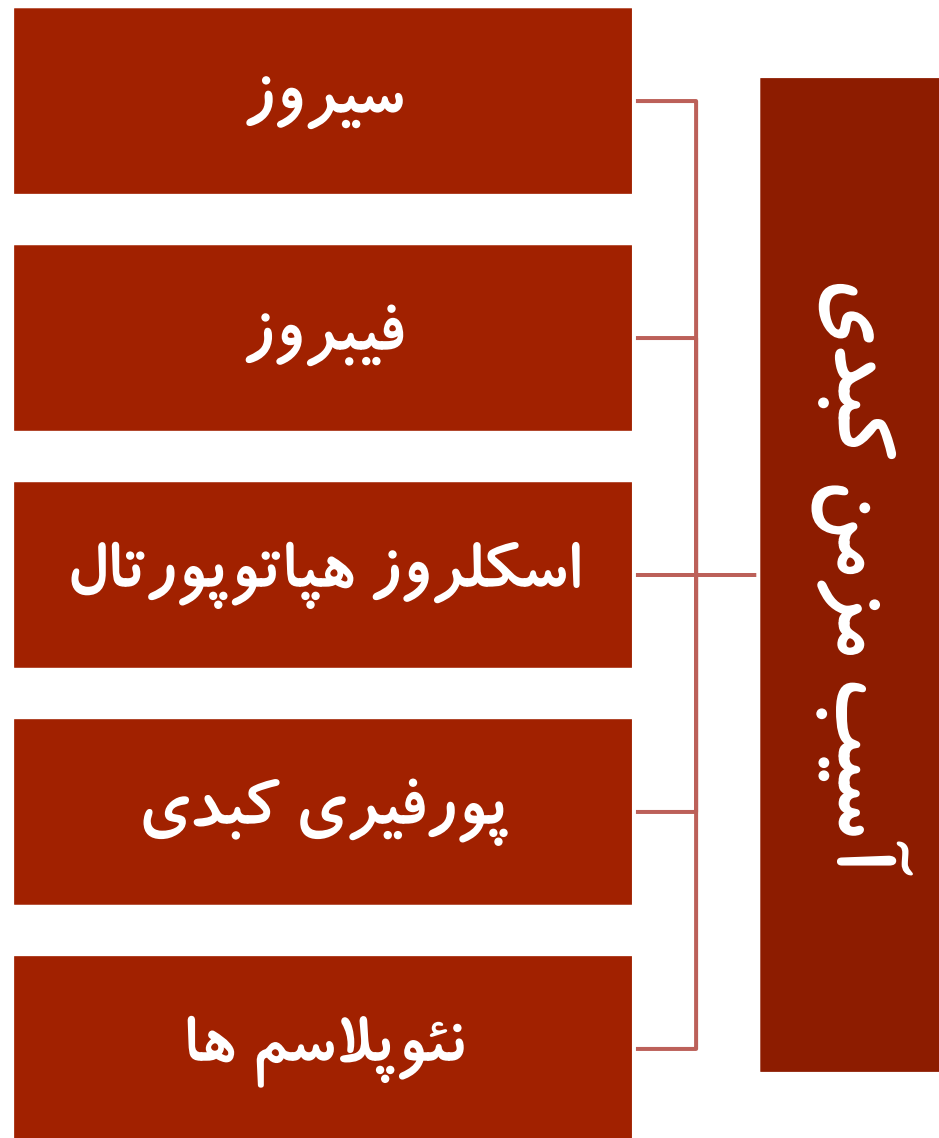 آسیب مزمن کبدی
سیروز
فیبروز
اسکلروز هپاتوپورتال
پورفیری کبدی
نئوپلاسم ها